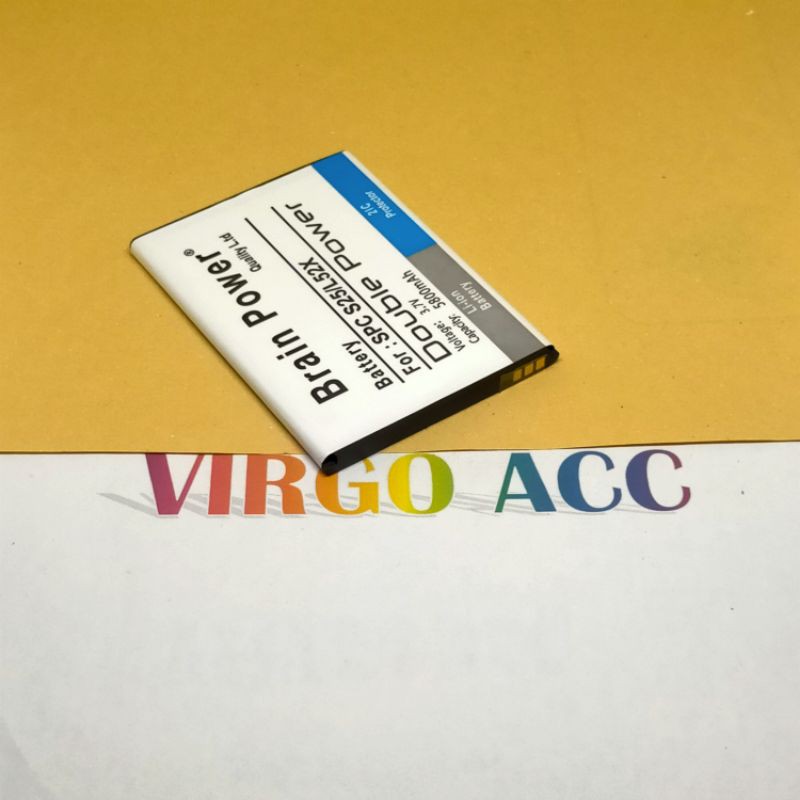 Brain Power®
Quality Ltd
Battery
For : SPC S25/L52X
Double Power
Voltage: 3.7V
Capacity: 5800mAh
2IC
Protector
Li-Ion
Battery
VIRGO ACC